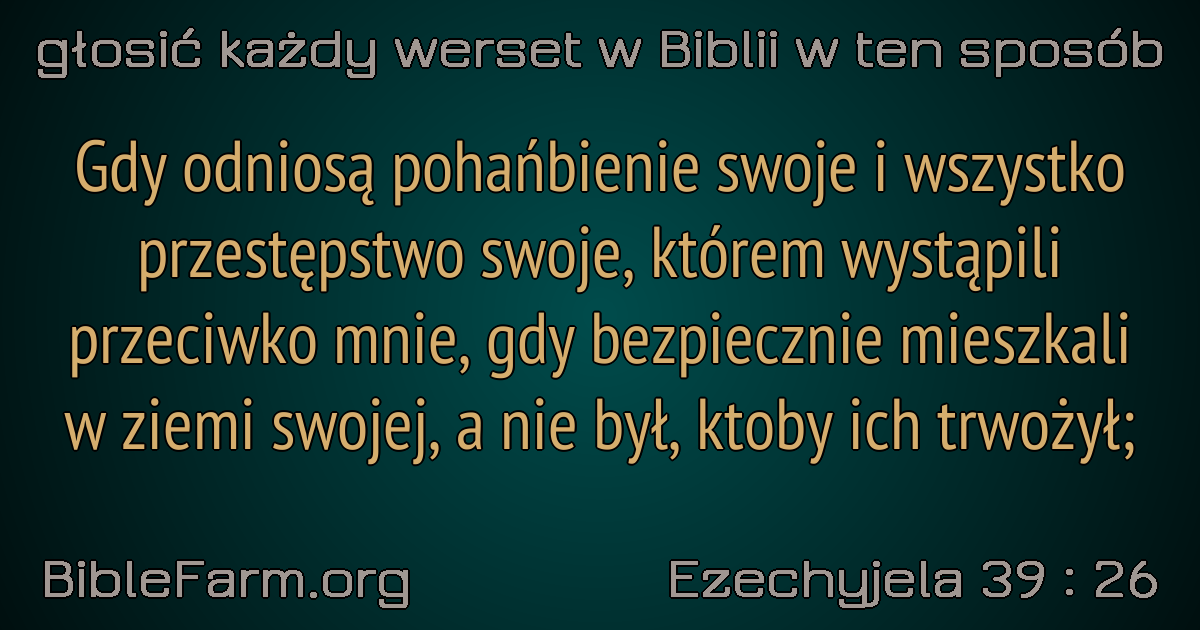 głosić każdy werset w Biblii w ten sposób
Gdy odniosą pohańbienie swoje i wszystko
przestępstwo swoje, którem wystąpili
przeciwko mnie, gdy bezpiecznie mieszkali
w ziemi swojej, a nie był, ktoby ich trwożył;
BibleFarm.org
Ezechyjela 39 : 26